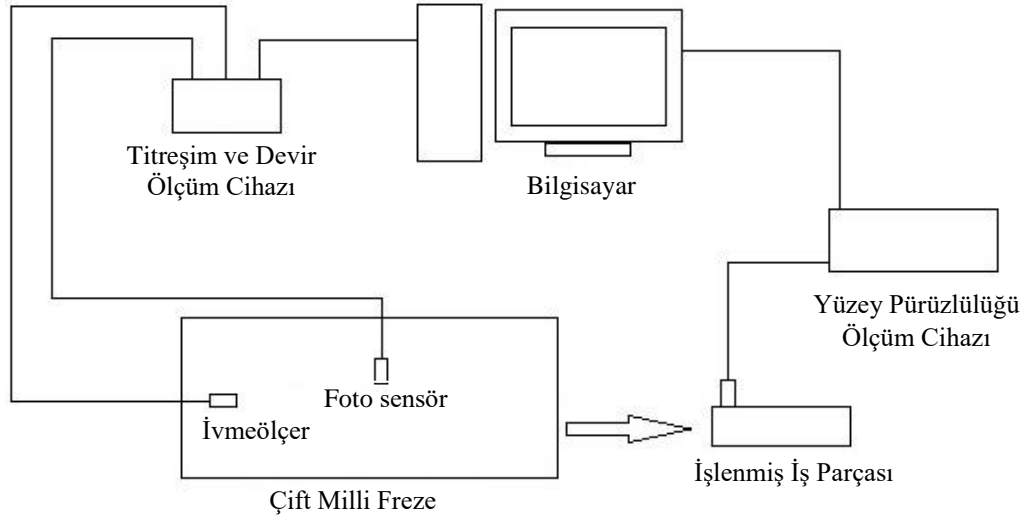 Titreşim ve Devir
Ölçüm Cihazı
Bilgisayar
Yüzey Pürüzlülüğü
Ölçüm Cihazı
Foto sensör
İvmeölçer
İşlenmiş İş Parçası
Çift Milli Freze